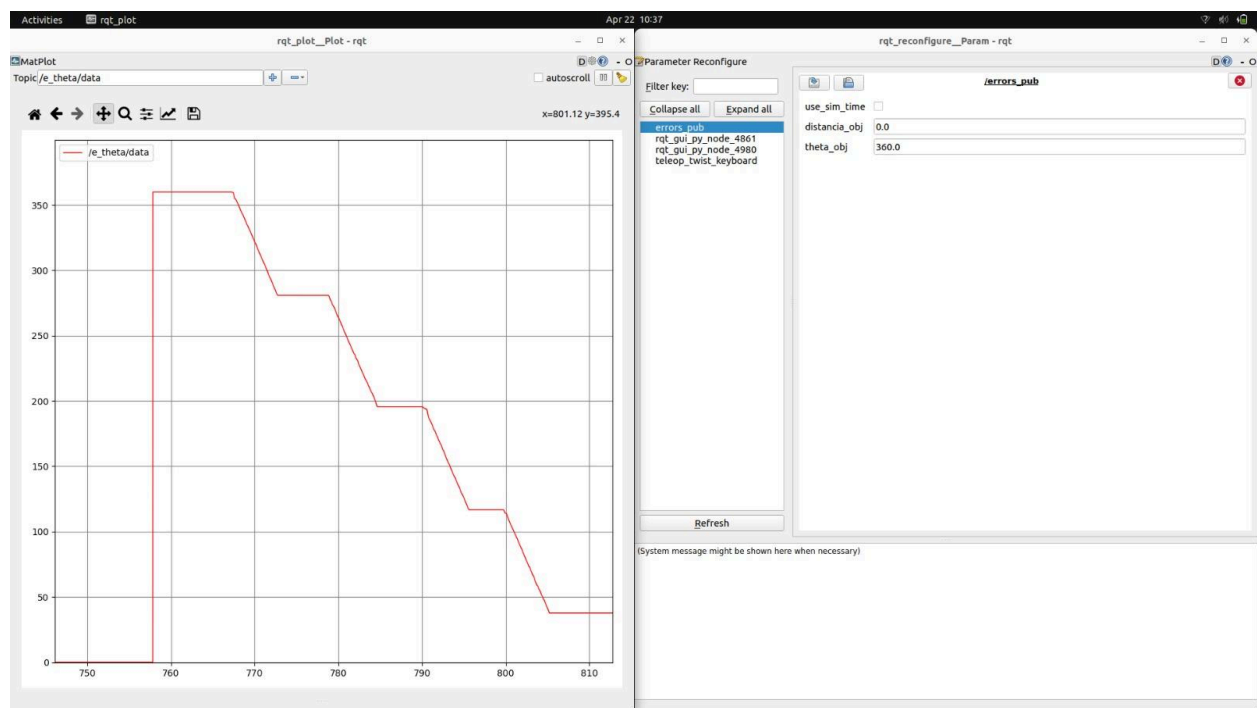 Activities rqt_plot Apr 22 10:37
rqt_plot__Plot - rqt
MatPlot D - O
Topic /e_theta/data autoscroll
x=801.12 y=395.4
/e_theta/data
350
300
250
200
150
100
50
0
750 760 770 780 790 800 810
rqt_reconfigure__Param - rqt
Parameter Reconfigure D - O
Filter key:
Collapse all Expand all
errors_pub
rqt_gui_py_node_4861
rqt_gui_py_node_4980
teleop_twist_keyboard
Refresh
/errors_pub
use_sim_time
distancia_obj 0.0
theta_obj 360.0
(System message might be shown here when necessary)